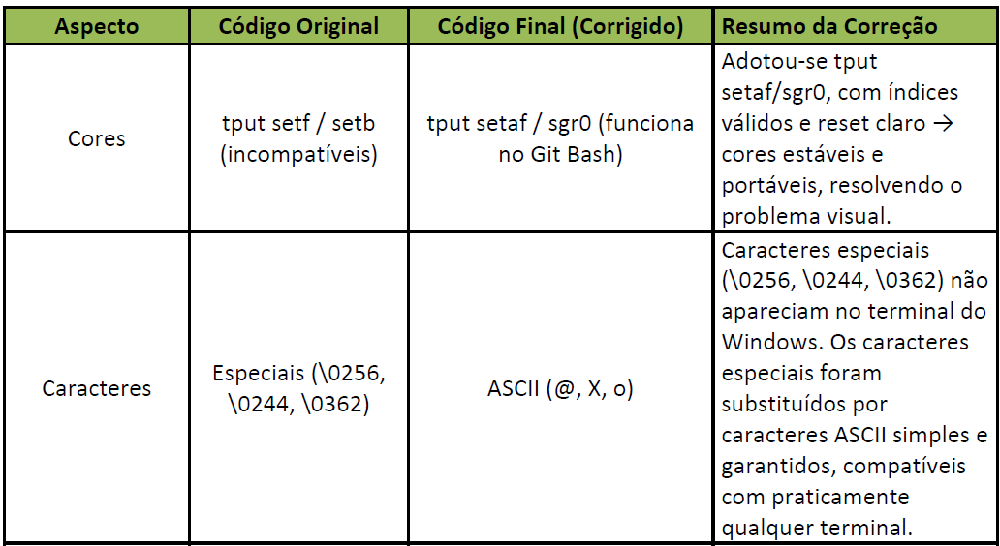 Aspecto
Código Original
Código Final (Corrigido)
Resumo da Correção
Cores
tput setf / setb
(incompatíveis)
tput setaf / sgr0 (funciona
no Git Bash)
Adotou-se tput
setaf/sgr0, com índices
válidos e reset claro →
cores estáveis e
portáveis, resolvendo o
problema visual.
Caracteres
Especiais (\0256,
\0244, \0362)
ASCII (@, X, o)
Caracteres especiais
(\0256, \0244, \0362) não
apareciam no terminal do
Windows. Os caracteres
especiais foram
substituídos por
caracteres ASCII simples e
garantidos, compatíveis
com praticamente
qualquer terminal.